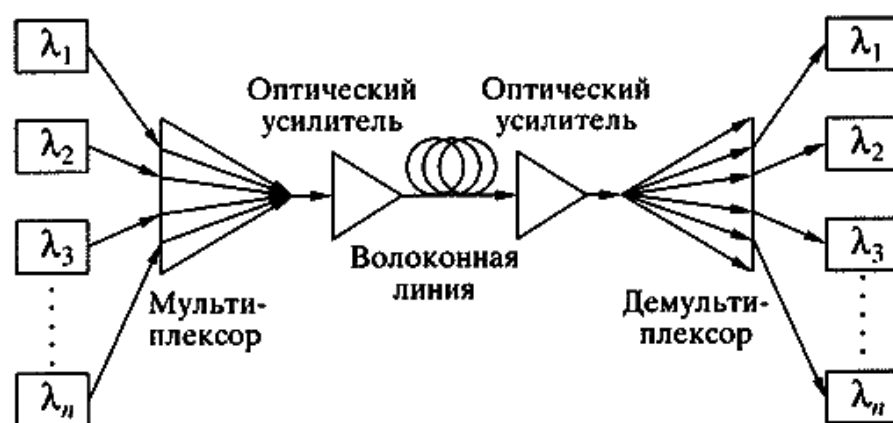 λ1
λ2
λ3
λn
Мульти-
плексор
Оптический
усилитель
Волоконная
линия
Оптический
усилитель
Демульти-
плексор
λ1
λ2
λ3
λn